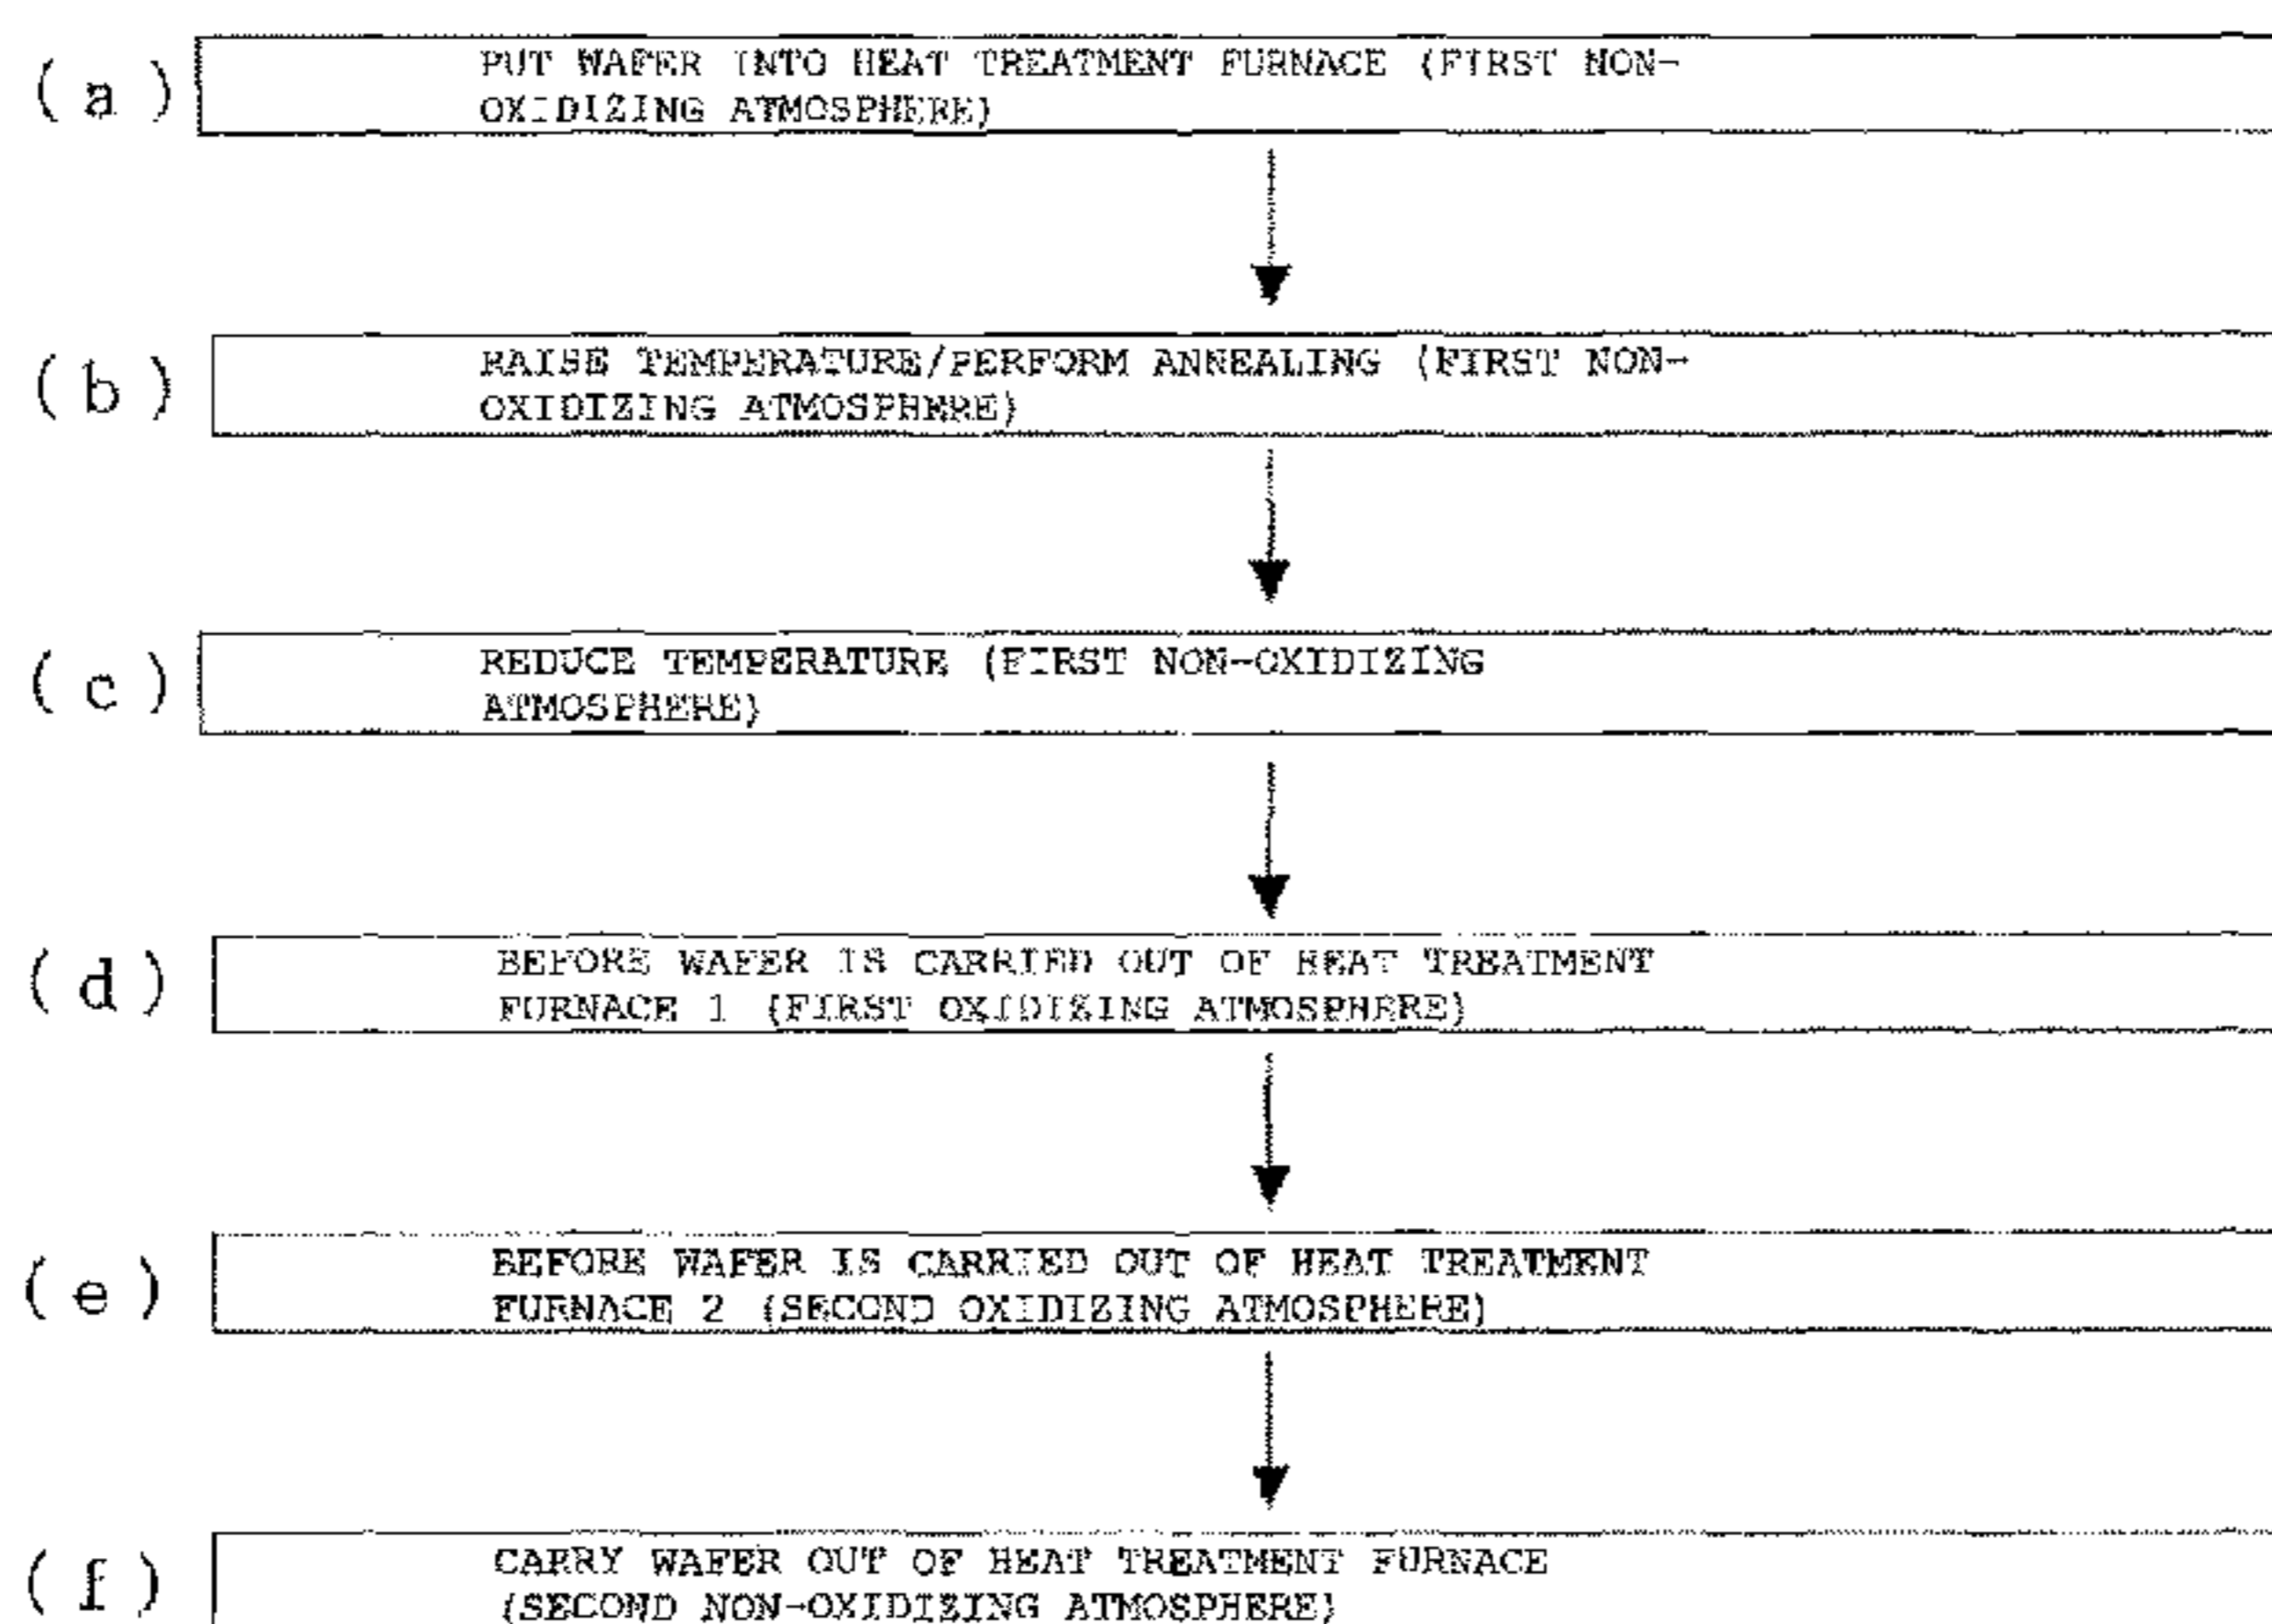 (a) PUT WAFER INTO HEAT TREATMENT FURNACE (FIRST NON-
OXIDIZING ATMOSPHERE)
(b) RAISE TEMPERATURE/PERFORM ANNEALING (FIRST NON-
OXIDIZING ATMOSPHERE)
(c) REDUCE TEMPERATURE (FIRST NON-OXIDIZING
ATMOSPHERE)
(d) BEFORE WAFER IS CARRIED OUT OF HEAT TREATMENT
FURNACE 1 (FIRST OXIDIZING ATMOSPHERE)
(e) BEFORE WAFER IS CARRIED OUT OF HEAT TREATMENT
FURNACE 2 (SECOND OXIDIZING ATMOSPHERE)
(f) CARRY WAFER OUT OF HEAT TREATMENT FURNACE
(SECOND NON-OXIDIZING ATMOSPHERE)